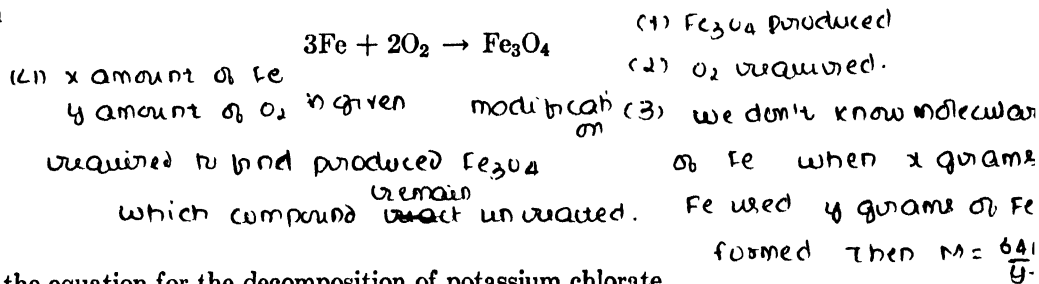 (1) Fe3O4 produced
3Fe + 2O₂ → Fe₃O₄
(2) O2 required.
(4) x amount of Fe
y amount of O2 is given
modification (3) we don't know molecular
required to find produced Fe3O4
of Fe when x grams
remain
which compound react unreacted.
Fe used y grams of Fe
formed Then M =
the equation for the decomposition of potassium chlorate